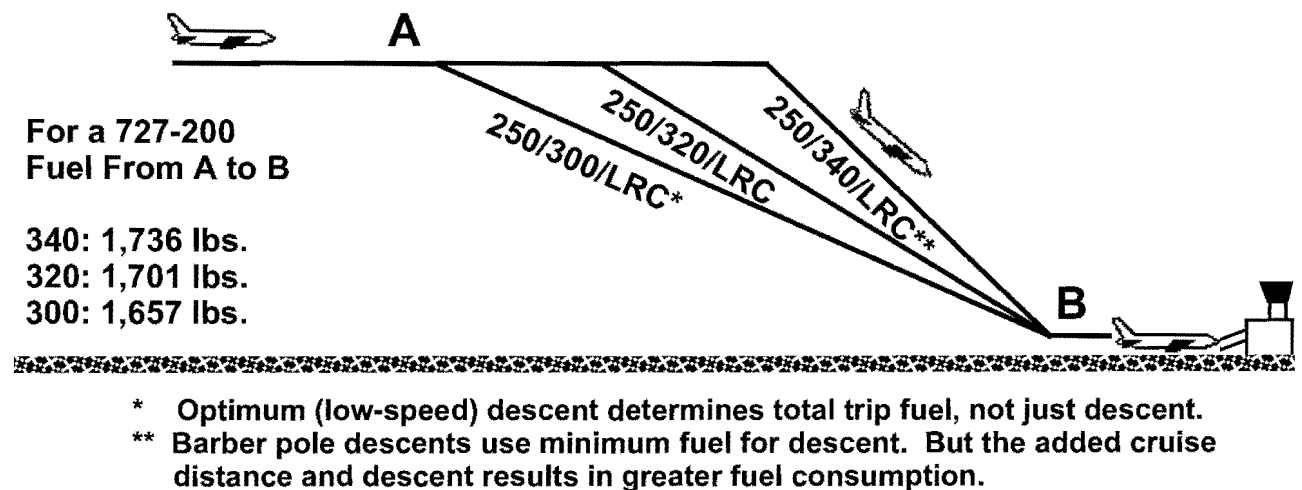 A
For a 727-200
Fuel From A to B
340: 1,736 lbs.
320: 1,701 lbs.
300: 1,657 lbs.
250/300/LRC*
250/320/LRC
250/340/LRC**
B
* Optimum (low-speed) descent determines total trip fuel, not just descent.
** Barber pole descents use minimum fuel for descent. But the added cruise
distance and descent results in greater fuel consumption.